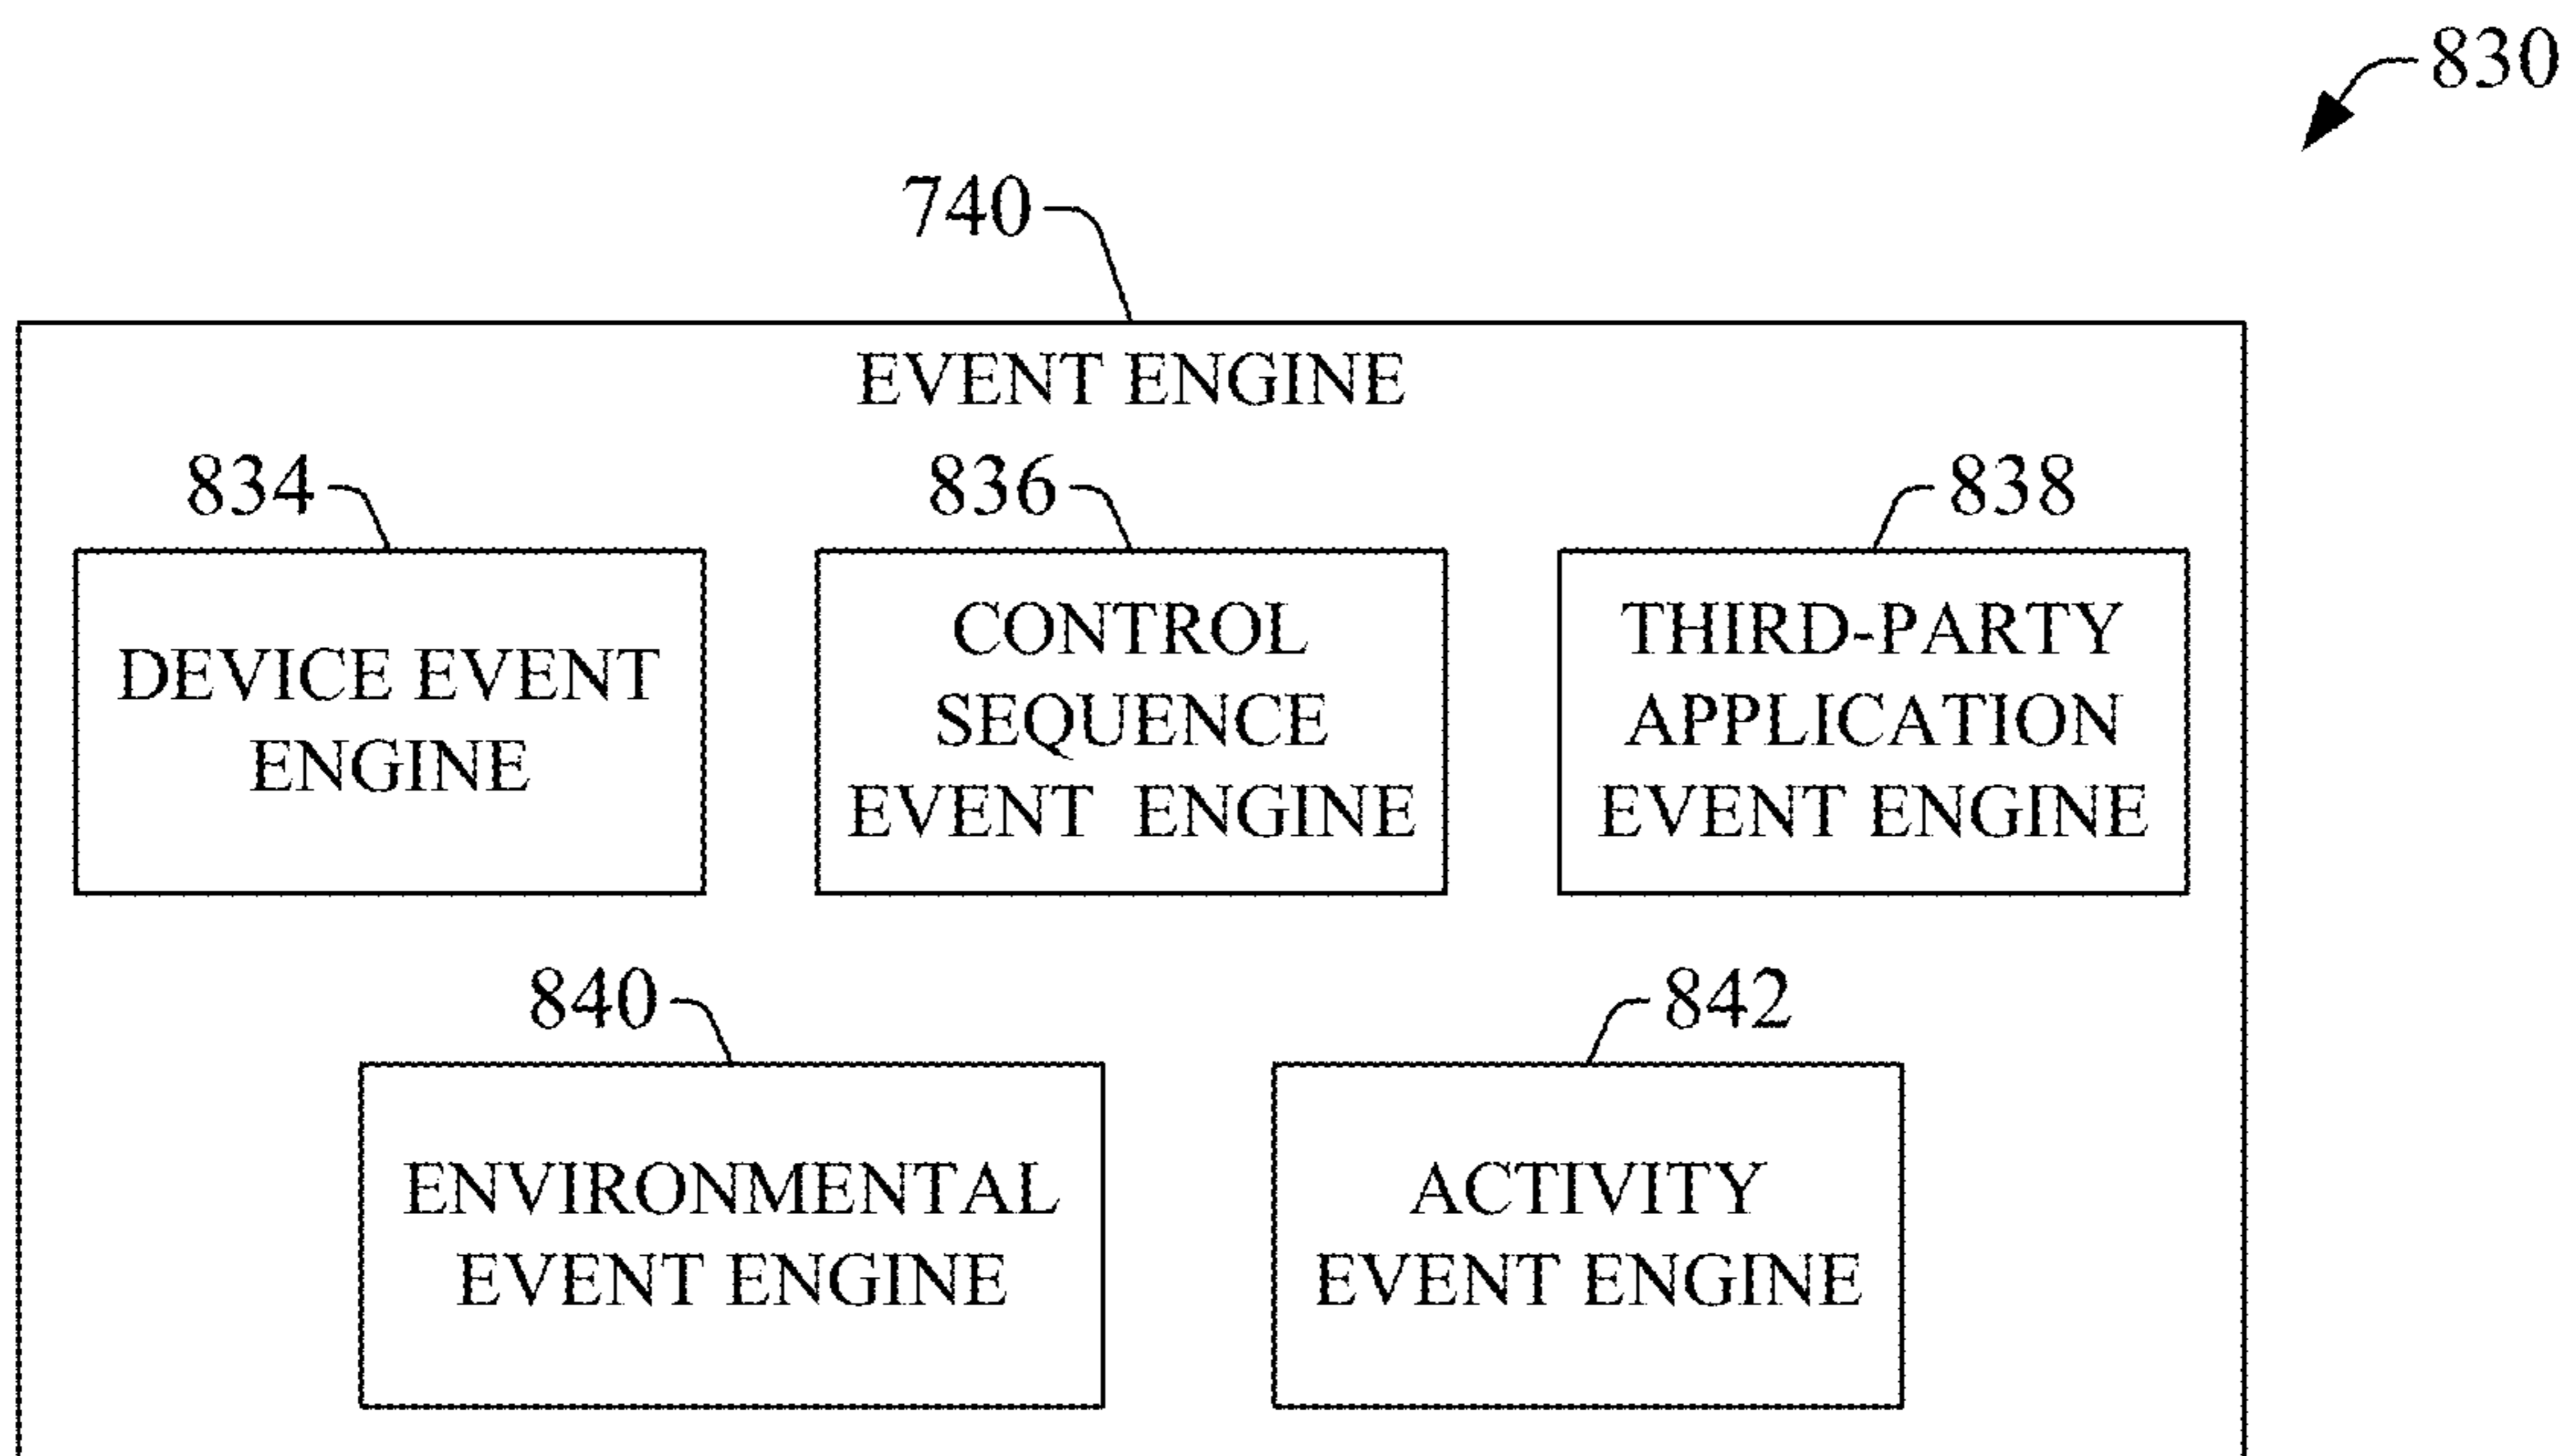 830
740
EVENT ENGINE
834
836
838
DEVICE EVENT
ENGINE
CONTROL
SEQUENCE
EVENT ENGINE
THIRD-PARTY
APPLICATION
EVENT ENGINE
840
842
ENVIRONMENTAL
EVENT ENGINE
ACTIVITY
EVENT ENGINE